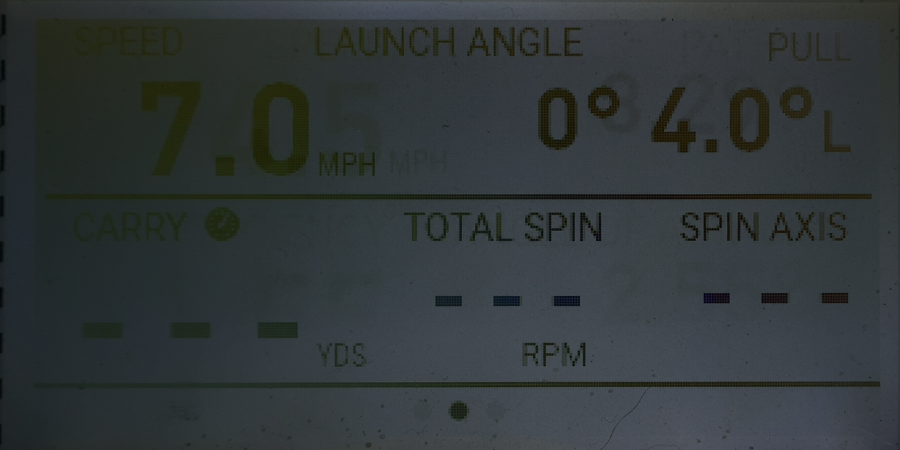 SPEED LAUNCH ANGLE PULL
7.0 MPH 0° 4.0° L
CARRY TOTAL SPIN SPIN AXIS
- - - - - - - - -
YDS RPM